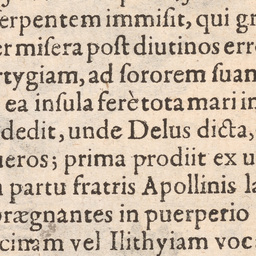 serpentem immisit, qui gr
er misera post diutinos erro
rtygiam, ad sororem suam
ea insula ferè tota mari in
dedit, unde Delus dicta,
ueros; prima prodiit ex u
partu fratris Apollinis la
prægnantes in puerperio
cinam vel Ilithyiam voca